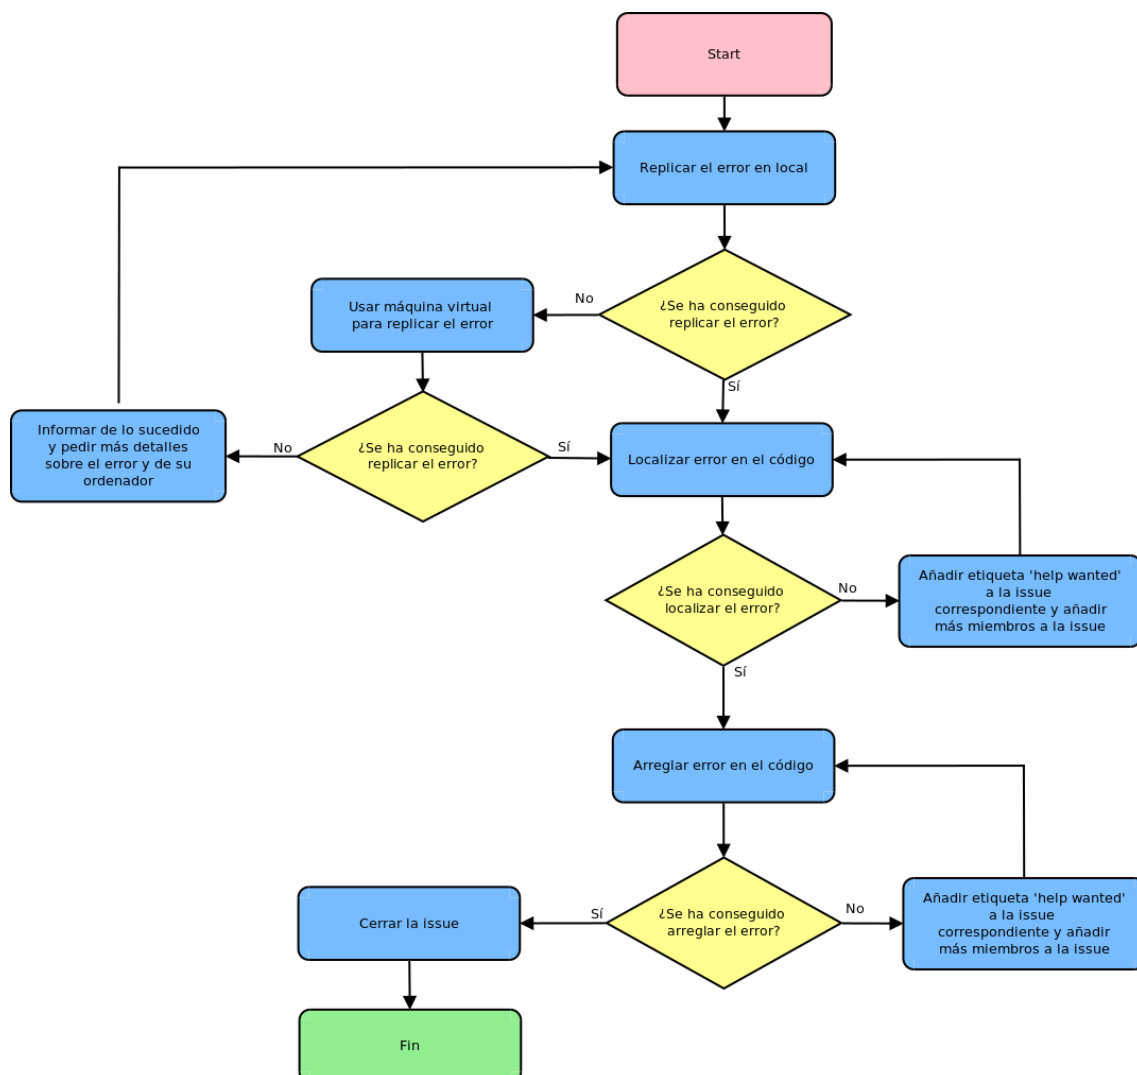 Start
Replicar el error en local
No
¿Se ha conseguido
replicar el error?
Usar máquina virtual
para replicar el error
Sí
Informar de lo sucedido
y pedir más detalles
sobre el error y de su
ordenador
No
¿Se ha conseguido
replicar el error?
Sí
Localizar error en el código
¿Se ha conseguido
localizar el error?
No
Añadir etiqueta 'help wanted'
a la issue
correspondiente y añadir
más miembros a la issue
Sí
Arreglar error en el código
Cerrar la issue
Sí
¿Se ha conseguido
arreglar el error?
No
Añadir etiqueta 'help wanted'
a la issue
correspondiente y añadir
más miembros a la issue
Fin